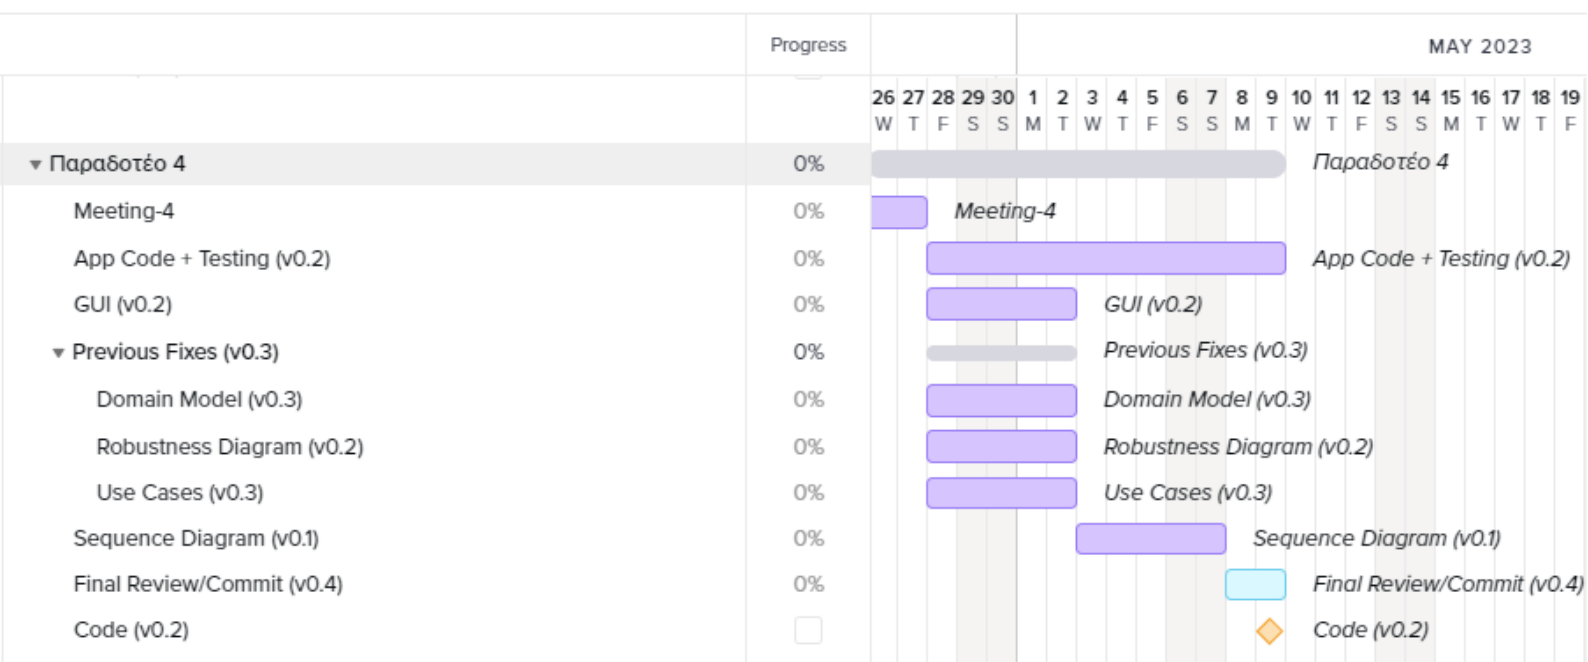 Progress
MAY 2023
26 27 28 29 30 1 2 3 4 5 6 7 8 9 10 11 12 13 14 15 16 17 18 19
W T F S S M T W T F S S M T W T F S S M T W T F
Παραδοτέο 4 0% Παραδοτέο 4
Meeting-4 0% Meeting-4
App Code + Testing (v0.2) 0% App Code + Testing (v0.2)
GUI (v0.2) 0% GUI (v0.2)
Previous Fixes (v0.3) 0% Previous Fixes (v0.3)
Domain Model (v0.3) 0% Domain Model (v0.3)
Robustness Diagram (v0.2) 0% Robustness Diagram (v0.2)
Use Cases (v0.3) 0% Use Cases (v0.3)
Sequence Diagram (v0.1) 0% Sequence Diagram (v0.1)
Final Review/Commit (v0.4) 0% Final Review/Commit (v0.4)
Code (v0.2) Code (v0.2)